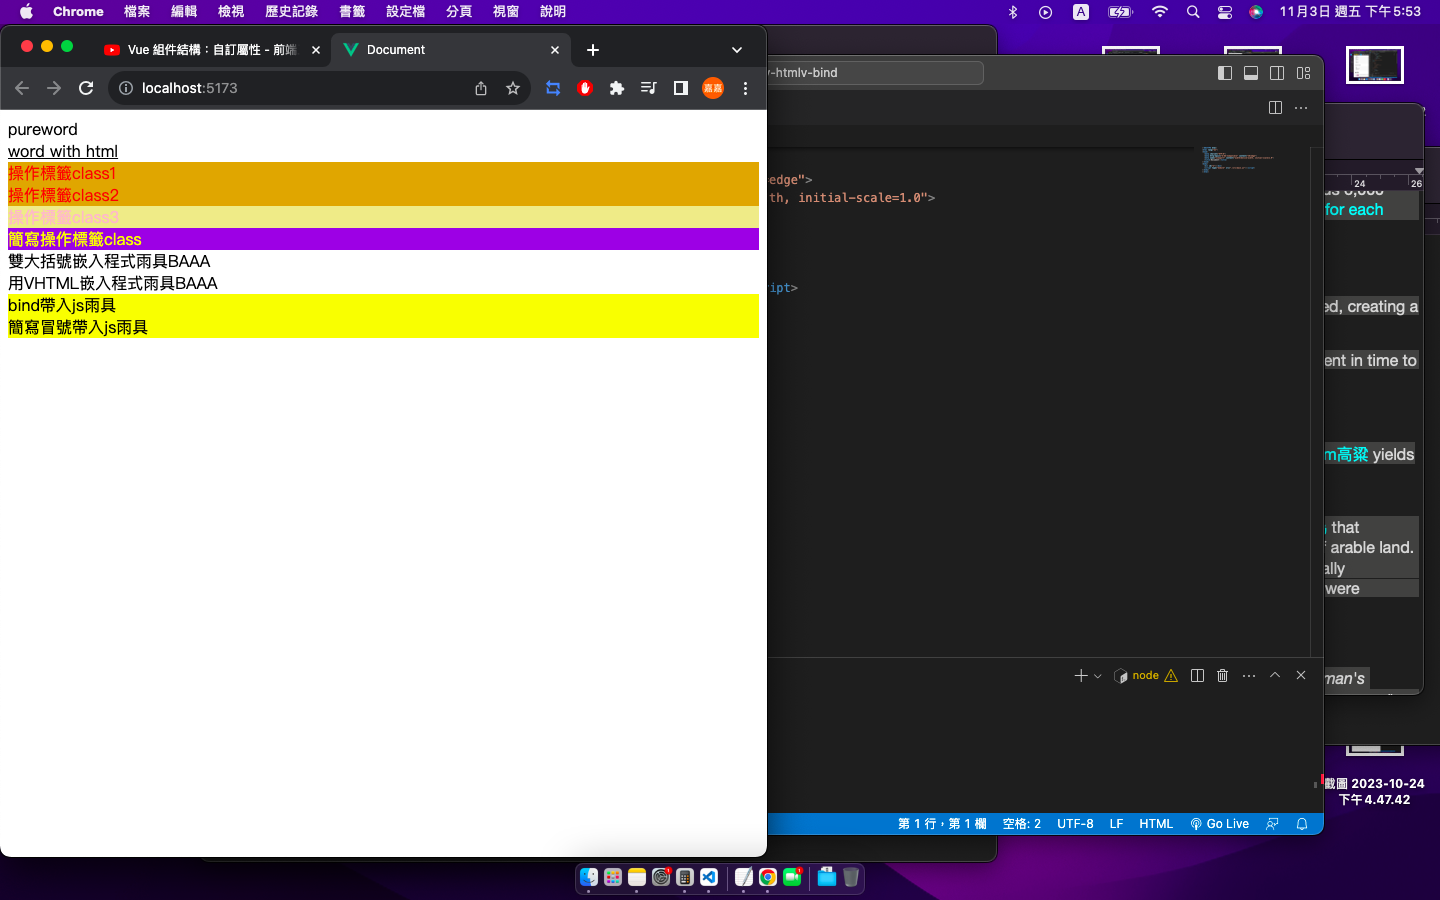 Chrome 檔案 編輯 檢視 歷史記錄 書籤 設定檔 分頁 視窗 說明
A
11月3日 週五 下午5:53
Vue 組件結構：自訂屬性 - 前端
Document
localhost:5173
嘉嘉
pureword
word with html
操作標籤class1
操作標籤class2
操作標籤class3
簡寫操作標籤class
雙大括號嵌入程式雨具BAAA
用VHTML嵌入程式雨具BAAA
bind帶入js雨具
簡寫冒號帶入js雨具
-htmlv-bind
edge">
th, initial-scale=1.0">
ipt>
node
第 1 行，第 1 欄 空格: 2 UTF-8 LF HTML Go Live
24 26
for each
ed, creating a
ent in time to
m高粱 yields
that
arable land.
ally
were
man's
截圖 2023-10-24
下午4.47.42